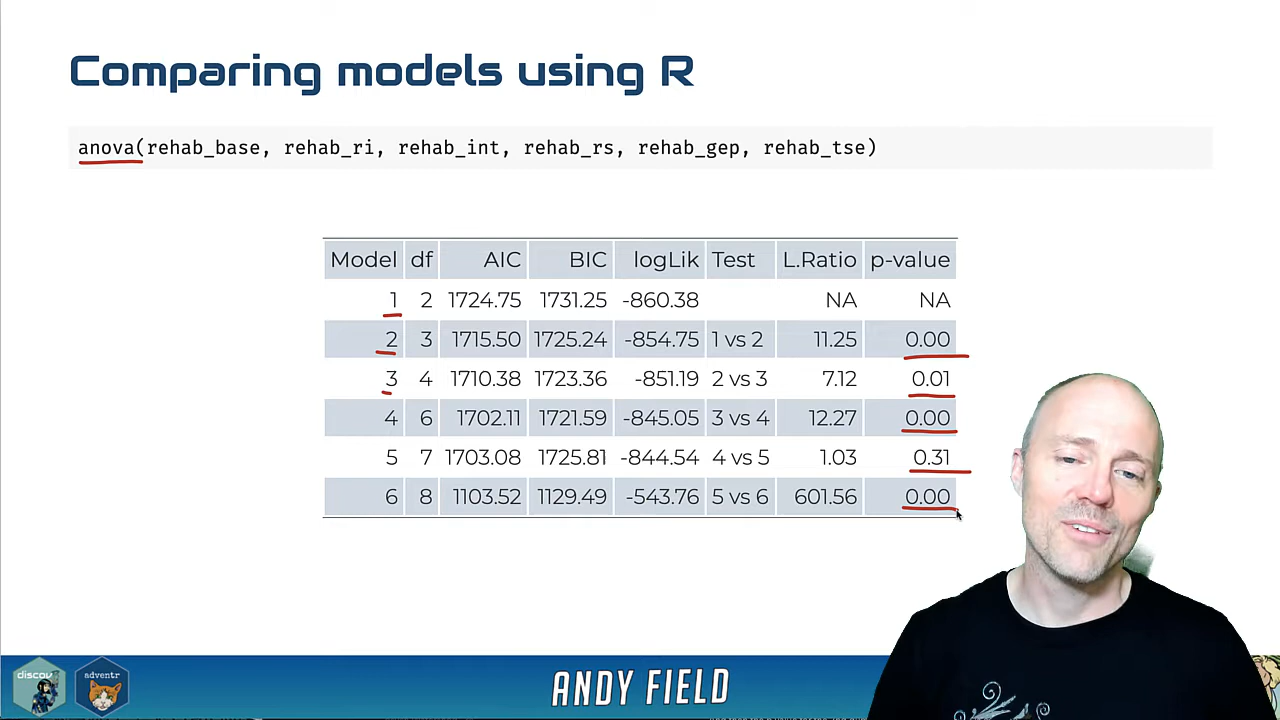 Comparing models using R
anova(rehab_base, rehab_ri, rehab_int, rehab_rs, rehab_gep, rehab_tse)
Model df AIC BIC logLik Test L.Ratio p-value
1 2 1724.75 1731.25 -860.38 NA NA
2 3 1715.50 1725.24 -854.75 1 vs 2 11.25 0.00
3 4 1710.38 1723.36 -851.19 2 vs 3 7.12 0.01
4 6 1702.11 1721.59 -845.05 3 vs 4 12.27 0.00
5 7 1703.08 1725.81 -844.54 4 vs 5 1.03 0.31
6 8 1103.52 1129.49 -543.76 5 vs 6 601.56 0.00
discovr
adventr
ANDY FIELD